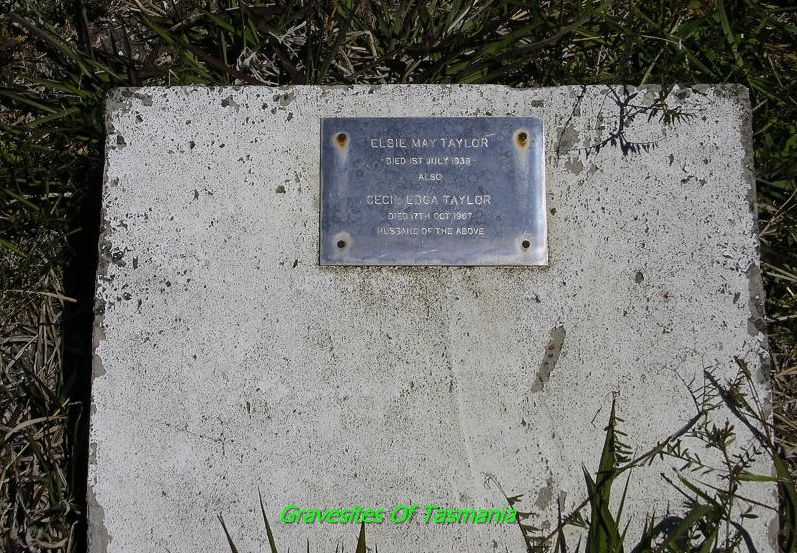 ELSIE MAY TAYLOR
DIED 1ST JULY 1939
ALSO
CECIL EDGA TAYLOR
DIED 17TH OCT 1967
HUSBAND OF THE ABOVE
Gravesites Of Tasmania